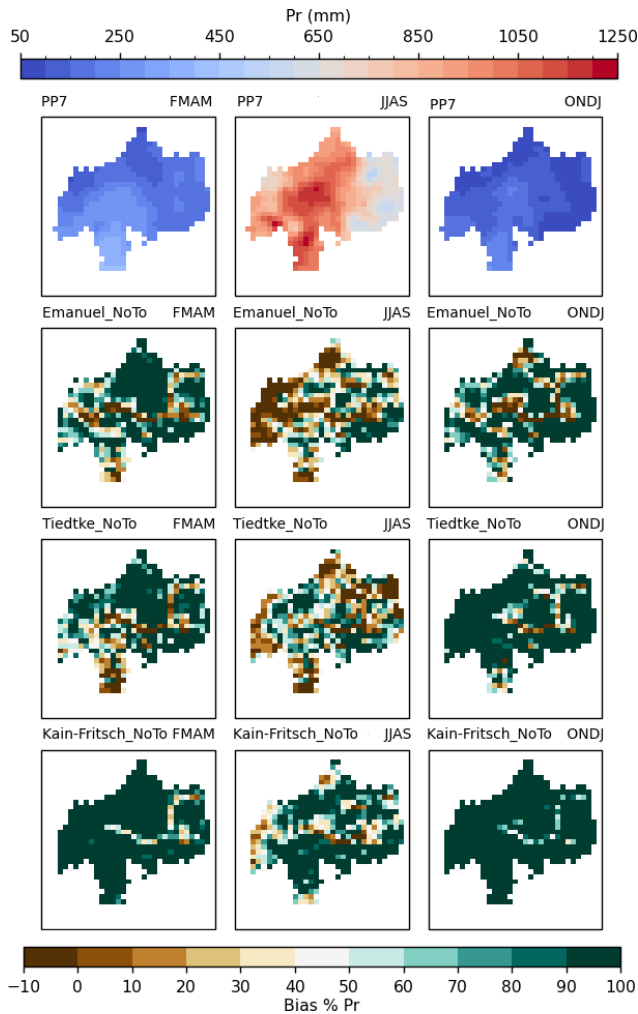 Pr (mm)
50 250 450 650 850 1050 1250
PP7 FMAM PP7 JJAS PP7 ONDJ
Emanuel_NoTo FMAM Emanuel_NoTo JJAS Emanuel_NoTo ONDJ
Tiedtke_NoTo FMAM Tiedtke_NoTo JJAS Tiedtke_NoTo ONDJ
Kain-Fritsch_NoTo FMAM Kain-Fritsch_NoTo JJAS Kain-Fritsch_NoTo ONDJ
−10 0 10 20 30 40 50 60 70 80 90 100
Bias % Pr